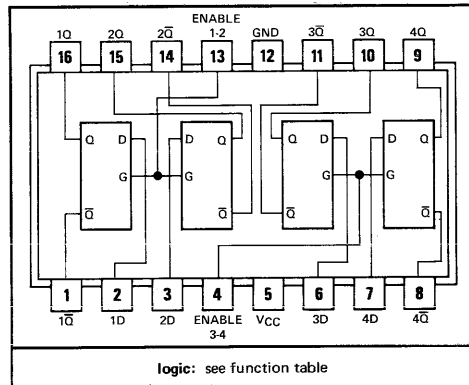 ENABLE
1Q 2Q 2Q̅ 1-2 GND 3Q̅ 3Q 4Q
16 15 14 13 12 11 10 9
Q D D Q Q D D Q
G G G G
Q̅ Q̅ Q̅ Q̅
1 2 3 4 5 6 7 8
1Q̅ 1D 2D ENABLE VCC 3D 4D 4Q̅
3-4
logic: see function table